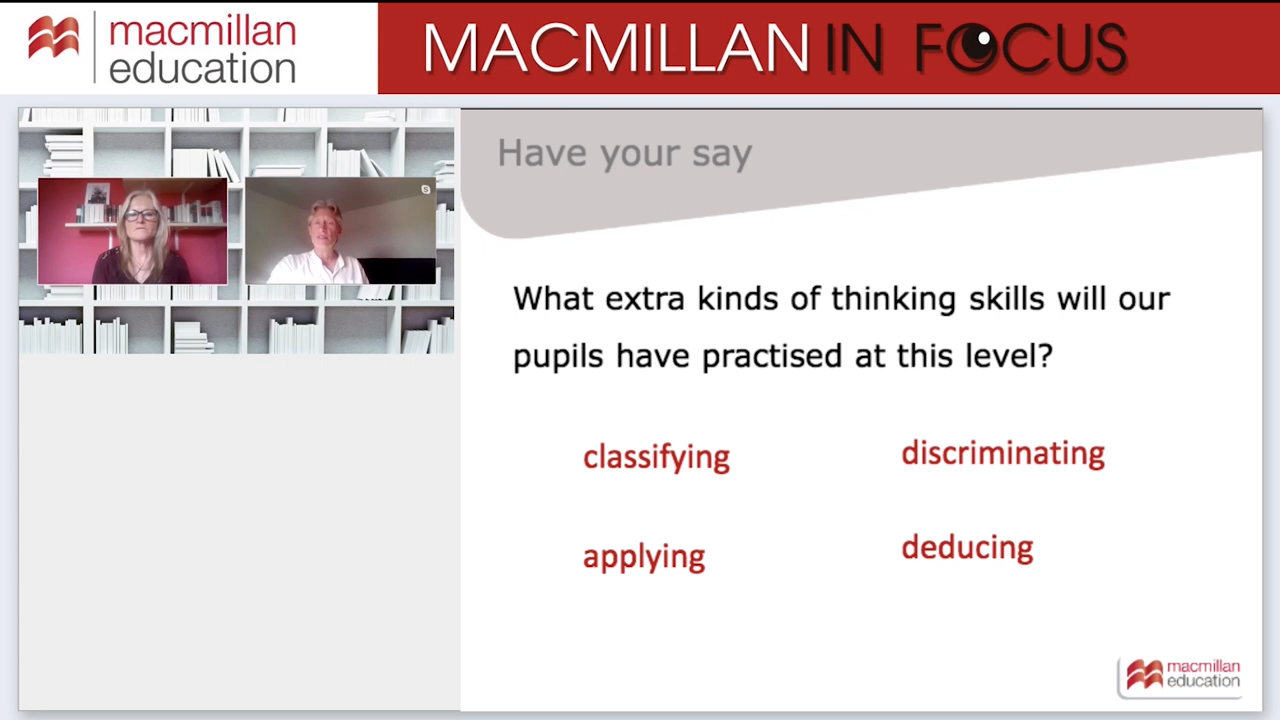 macmillan
education
MACMILLAN IN FOCUS
Have your say
What extra kinds of thinking skills will our
pupils have practised at this level?
classifying
discriminating
applying
deducing
macmillan
education